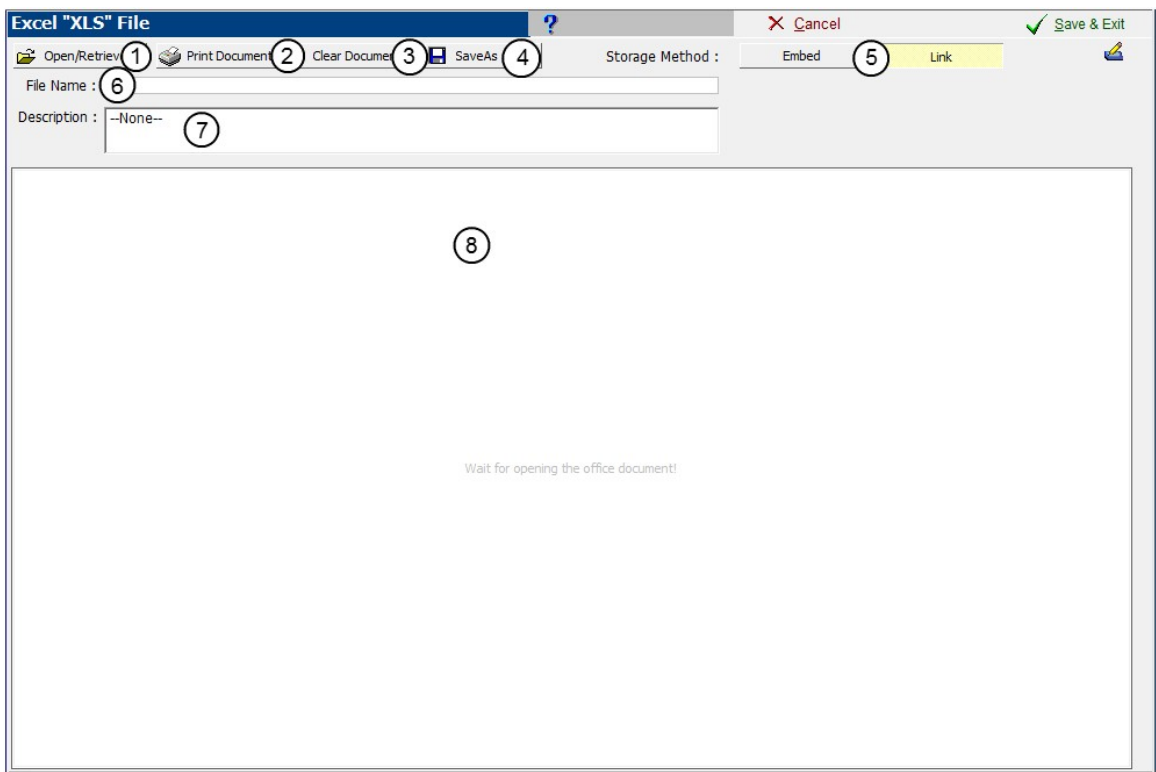 Excel "XLS" File ? Cancel Save & Exit
Open/Retriev 1 Print Document 2 Clear Docume 3 SaveAs 4 Storage Method : Embed 5 Link
File Name : 6
Description : --None-- 7
8
Wait for opening the office document!